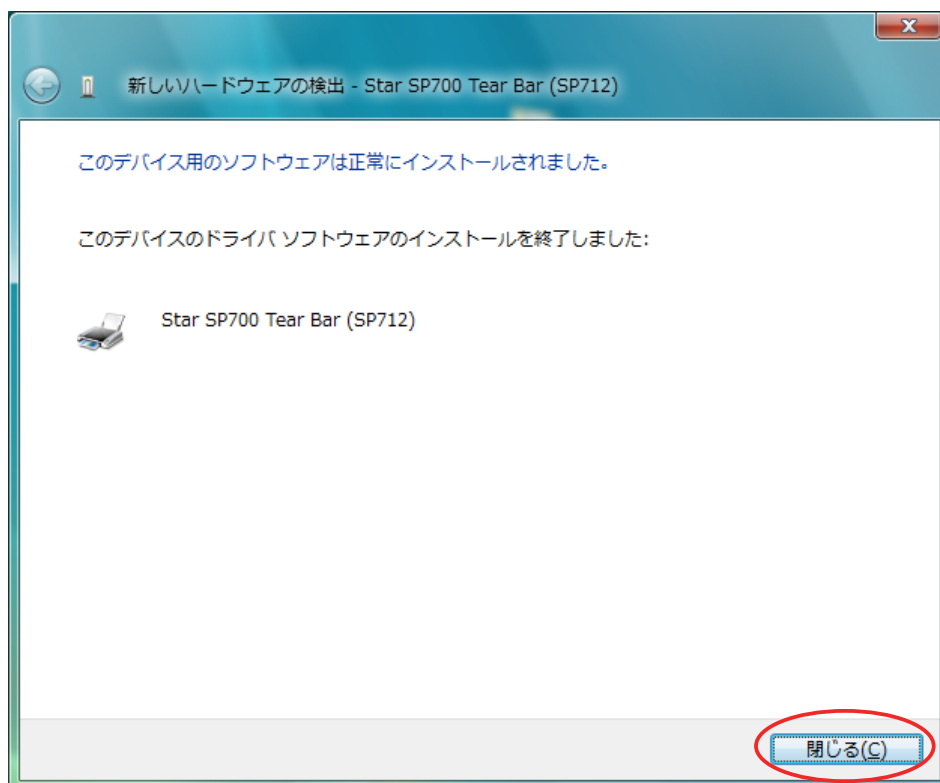 新しいハードウェアの検出 - Star SP700 Tear Bar (SP712)
このデバイス用のソフトウェアは正常にインストールされました。
このデバイスのドライバ ソフトウェアのインストールを終了しました:
Star SP700 Tear Bar (SP712)
閉じる(C)